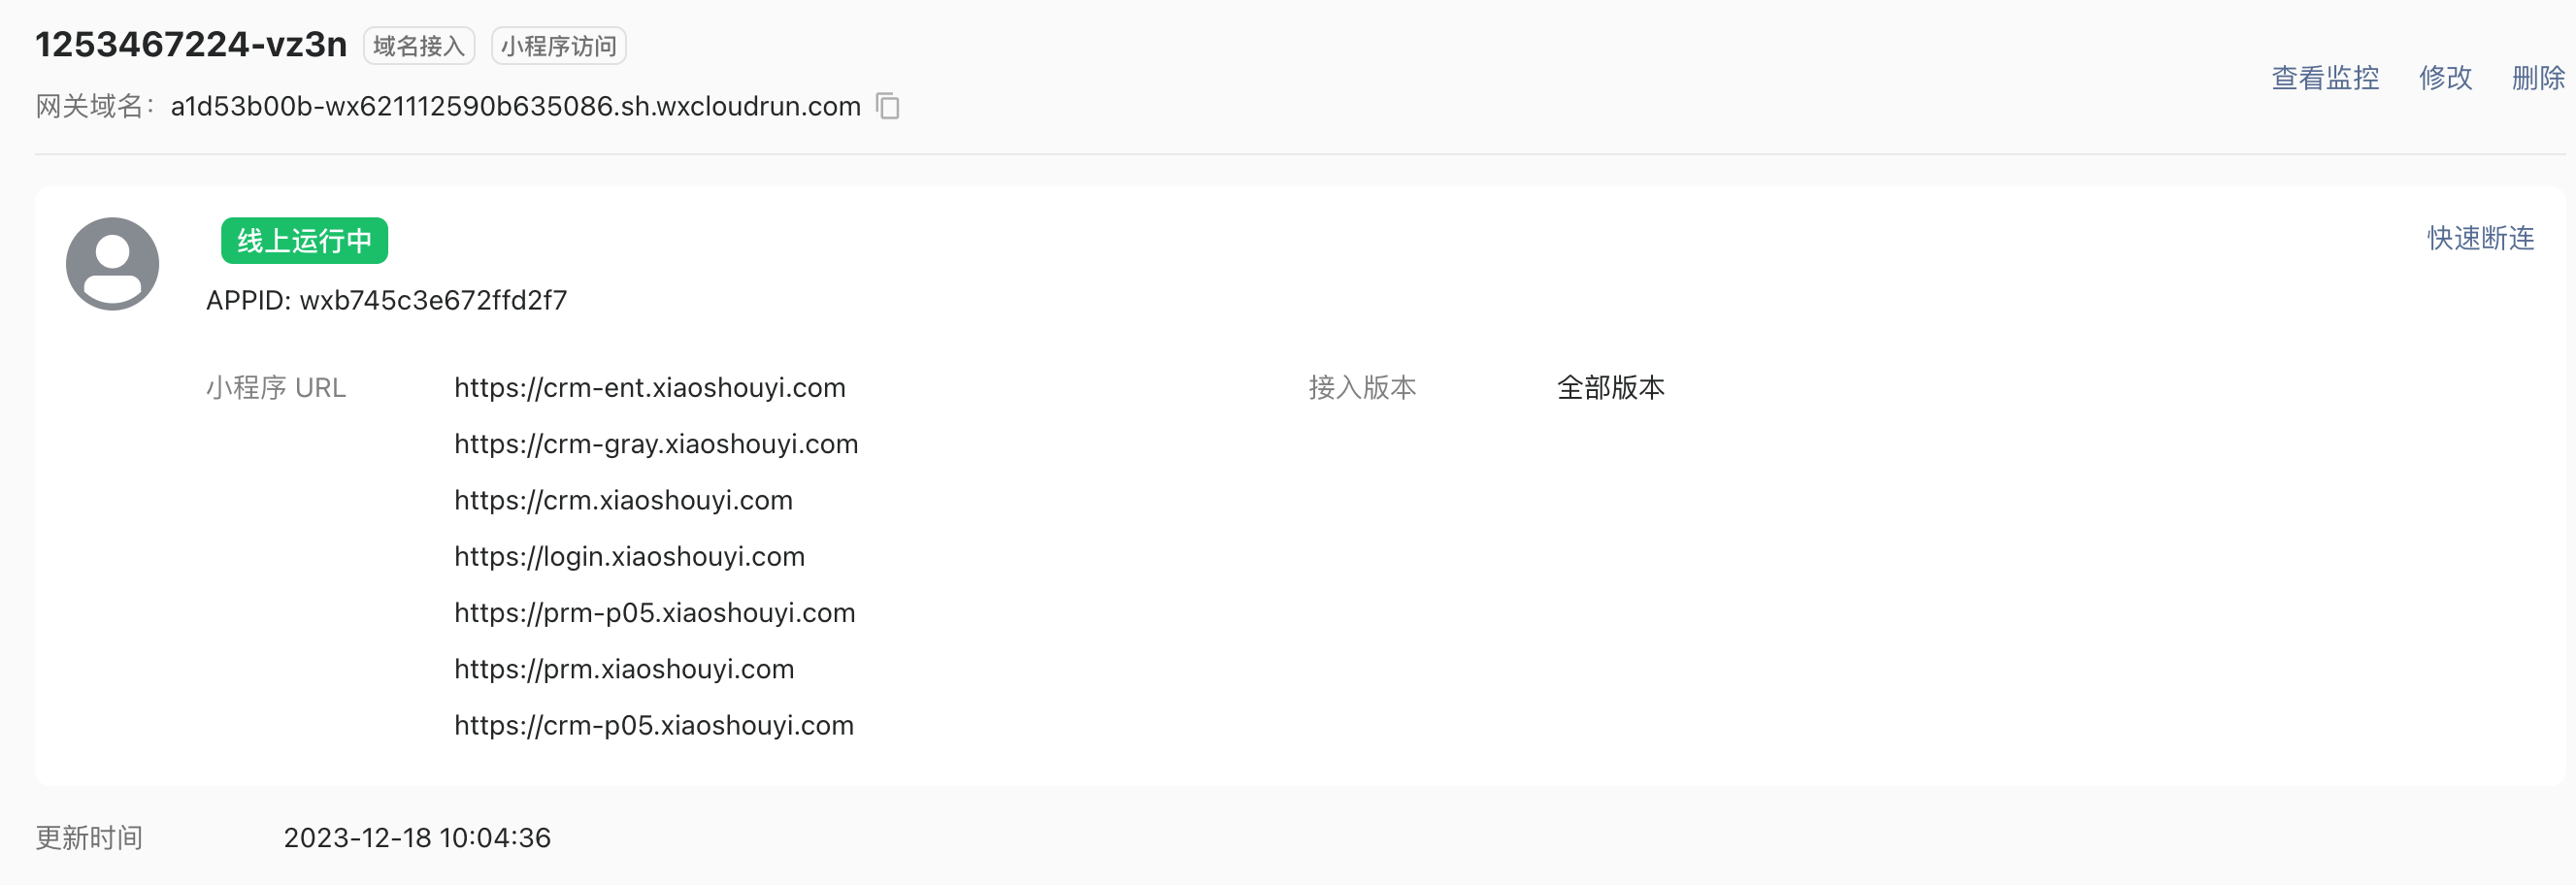 1253467224-vz3n 域名接入 小程序访问
网关域名: a1d53b00b-wx621112590b635086.sh.wxcloudrun.com
查看监控 修改 删除
线上运行中
快速断连
APPID: wxb745c3e672ffd2f7
小程序 URL https://crm-ent.xiaoshouyi.com 接入版本 全部版本
https://crm-gray.xiaoshouyi.com
https://crm.xiaoshouyi.com
https://login.xiaoshouyi.com
https://prm-p05.xiaoshouyi.com
https://prm.xiaoshouyi.com
https://crm-p05.xiaoshouyi.com
更新时间 2023-12-18 10:04:36